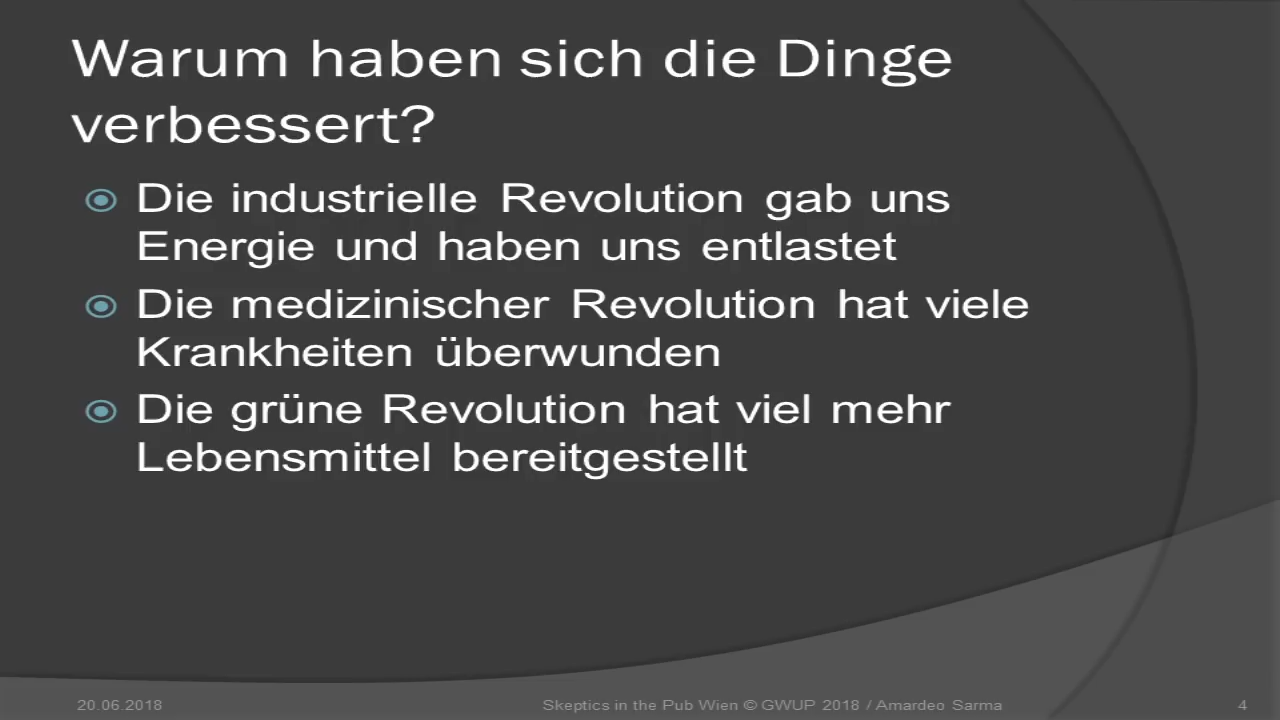 Warum haben sich die Dinge
verbessert?
Die industrielle Revolution gab uns
Energie und haben uns entlastet
Die medizinischer Revolution hat viele
Krankheiten überwunden
Die grüne Revolution hat viel mehr
Lebensmittel bereitgestellt
20.06.2018
Skeptics in the Pub Wien © GWUP 2018 / Amardeo Sarma
4